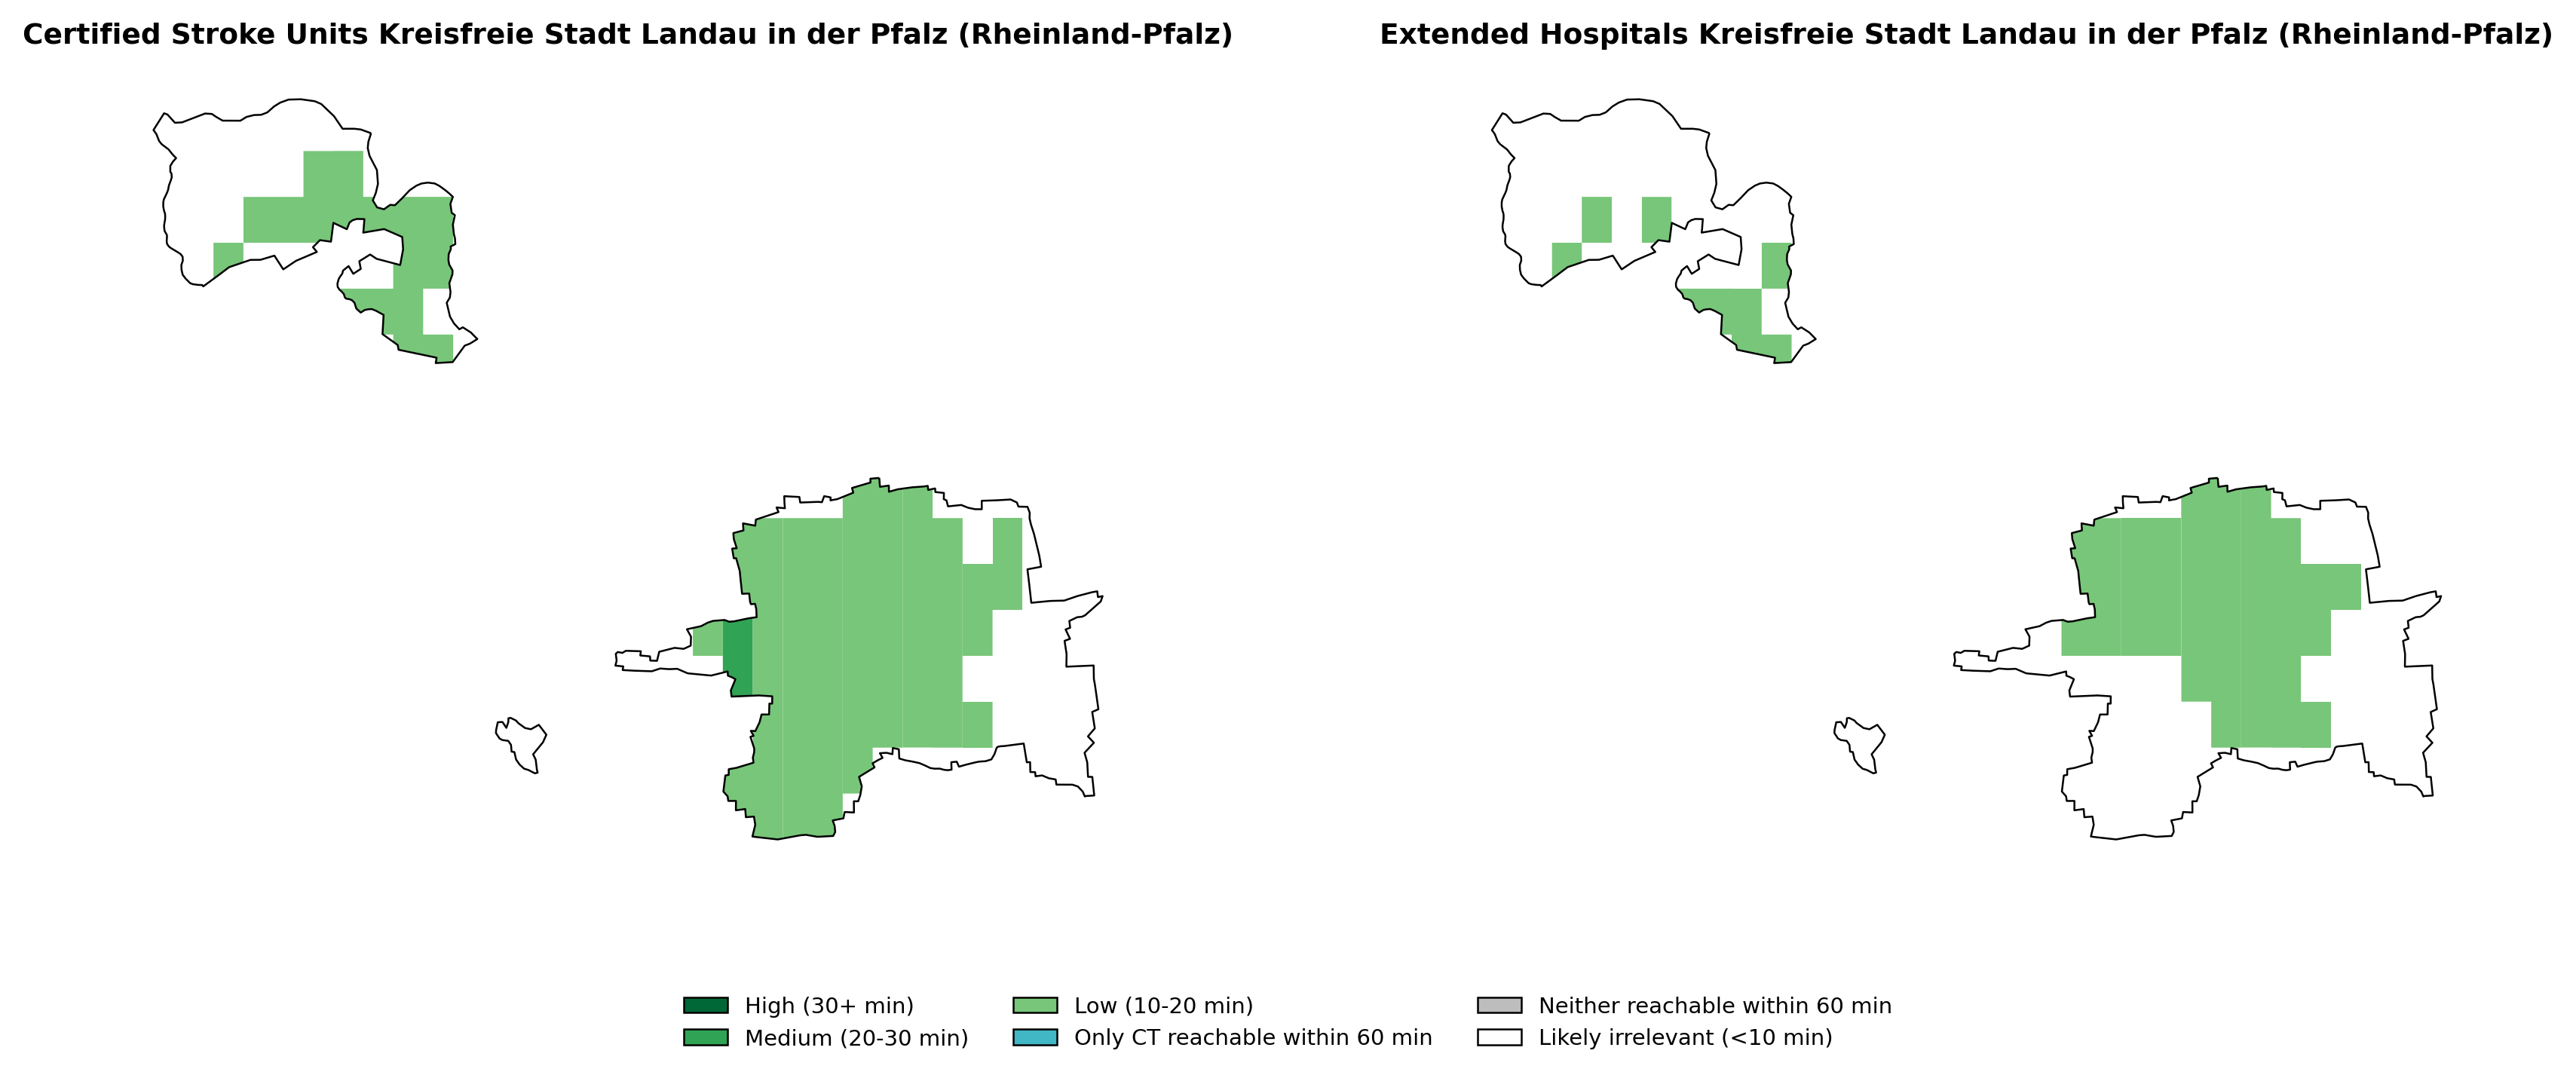 Certified Stroke Units Kreisfreie Stadt Landau in der Pfalz (Rheinland-Pfalz)
Extended Hospitals Kreisfreie Stadt Landau in der Pfalz (Rheinland-Pfalz)
High (30+ min)
Medium (20-30 min)
Low (10-20 min)
Only CT reachable within 60 min
Neither reachable within 60 min
Likely irrelevant (<10 min)